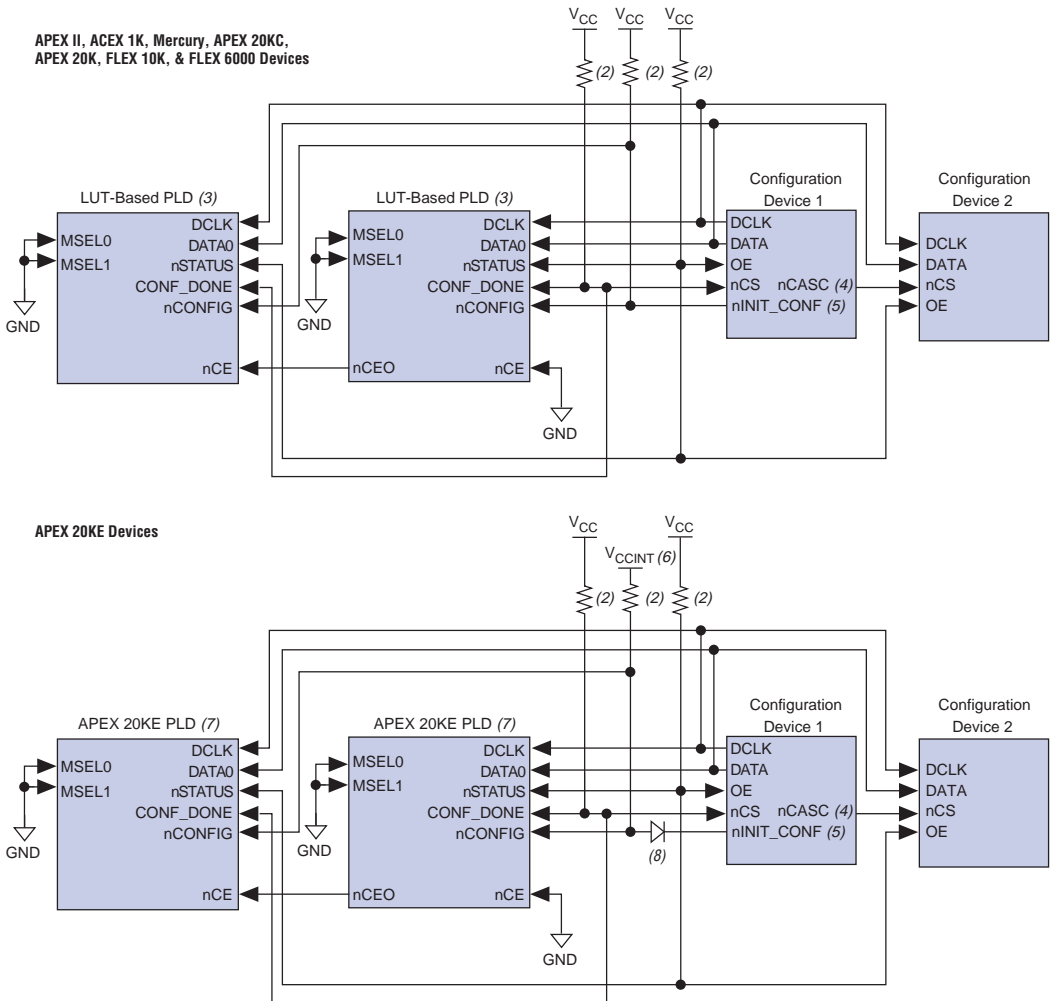 APEX II, ACEX 1K, Mercury, APEX 20KC,
APEX 20K, FLEX 10K, & FLEX 6000 Devices
VCC VCC VCC
(2) (2) (2)
LUT-Based PLD (3)
MSEL0
MSEL1
DCLK
DATA0
nSTATUS
CONF_DONE
nCONFIG
nCE
GND
LUT-Based PLD (3)
MSEL0
MSEL1
DCLK
DATA0
nSTATUS
CONF_DONE
nCONFIG
nCEO
nCE
GND
GND
Configuration
Device 1
DCLK
DATA
OE
nCS nCASC (4)
nINIT_CONF (5)
Configuration
Device 2
DCLK
DATA
nCS
OE
APEX 20KE Devices
VCC VCCINT (6) VCC
(2) (2) (2)
APEX 20KE PLD (7)
MSEL0
MSEL1
DCLK
DATA0
nSTATUS
CONF_DONE
nCONFIG
nCE
GND
APEX 20KE PLD (7)
MSEL0
MSEL1
DCLK
DATA0
nSTATUS
CONF_DONE
nCONFIG
nCEO
nCE
GND
GND
(8)
Configuration
Device 1
DCLK
DATA
OE
nCS nCASC (4)
nINIT_CONF (5)
Configuration
Device 2
DCLK
DATA
nCS
OE